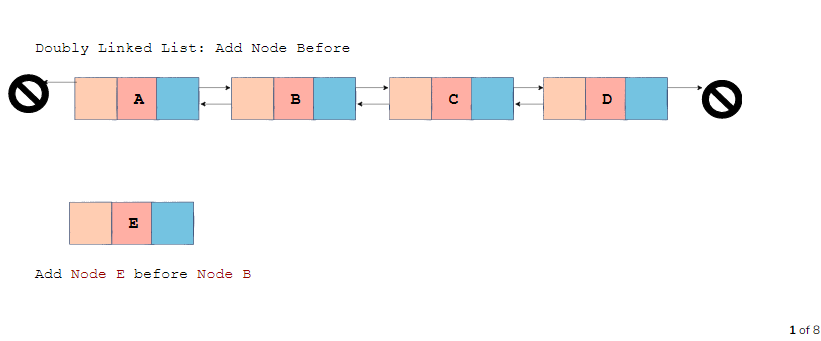 Doubly Linked List: Add Node Before
A B C D
E
Add Node E before Node B
1 of 8